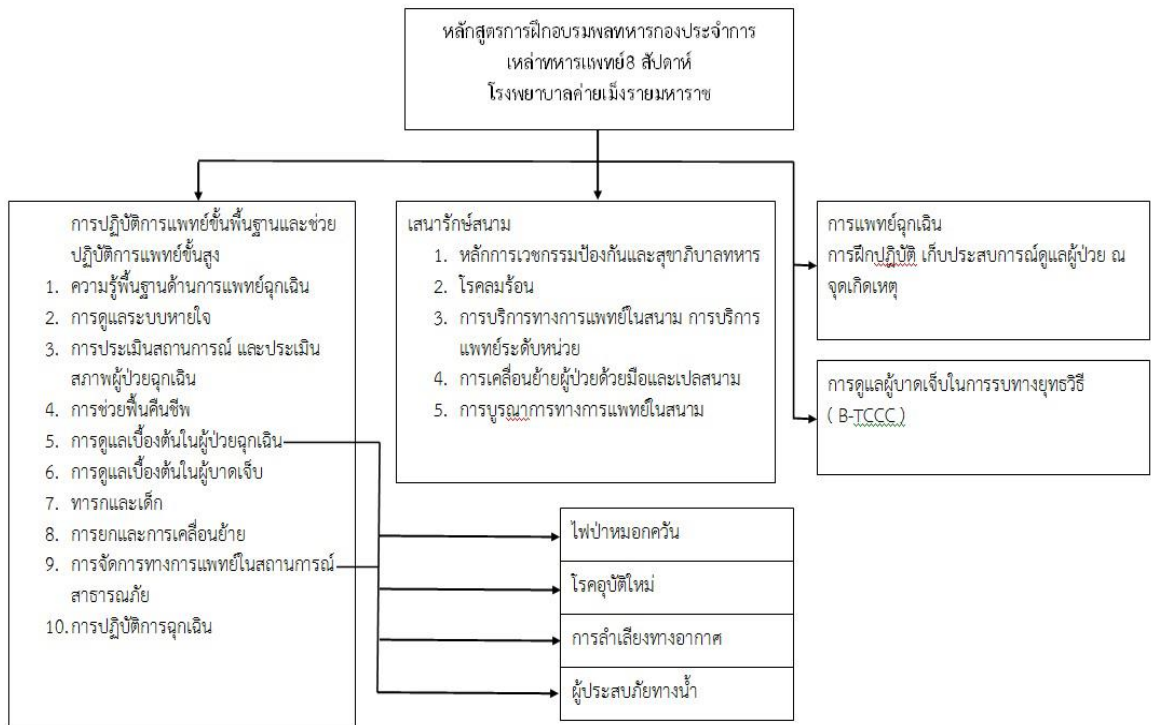 หลักสูตรการฝึกอบรมพลทหารกองประจำการ
เหล่าทหารแพทย์8 สัปดาห์
โรงพยาบาลค่ายเม็งรายมหาราช
การปฏิบัติการแพทย์ขั้นพื้นฐานและช่วย
ปฏิบัติการแพทย์ขั้นสูง
1. ความรู้พื้นฐานด้านการแพทย์ฉุกเฉิน
2. การดูแลระบบหายใจ
3. การประเมินสถานการณ์ และประเมิน
สภาพผู้ป่วยฉุกเฉิน
4. การช่วยฟื้นคืนชีพ
5. การดูแลเบื้องต้นในผู้ป่วยฉุกเฉิน
6. การดูแลเบื้องต้นในผู้บาดเจ็บ
7. ทารกและเด็ก
8. การยกและการเคลื่อนย้าย
9. การจัดการทางการแพทย์ในสถานการณ์
สาธารณภัย
10. การปฏิบัติการฉุกเฉิน
เสนารักษ์สนาม
1. หลักการเวชกรรมป้องกันและสุขาภิบาลทหาร
2. โรคลมร้อน
3. การบริการทางการแพทย์ในสนาม การบริการ
แพทย์ระดับหน่วย
4. การเคลื่อนย้ายผู้ป่วยด้วยมือและเปลสนาม
5. การบูรณาการทางการแพทย์ในสนาม
การแพทย์ฉุกเฉิน
การฝึกปฏิบัติ เก็บประสบการณ์ดูแลผู้ป่วย ณ
จุดเกิดเหตุ
การดูแลผู้บาดเจ็บในการรบทางยุทธวิธี
( B-TCCC )
ไฟป่าหมอกควัน
โรคอุบัติใหม่
การลำเลียงทางอากาศ
ผู้ประสบภัยทางน้ำ